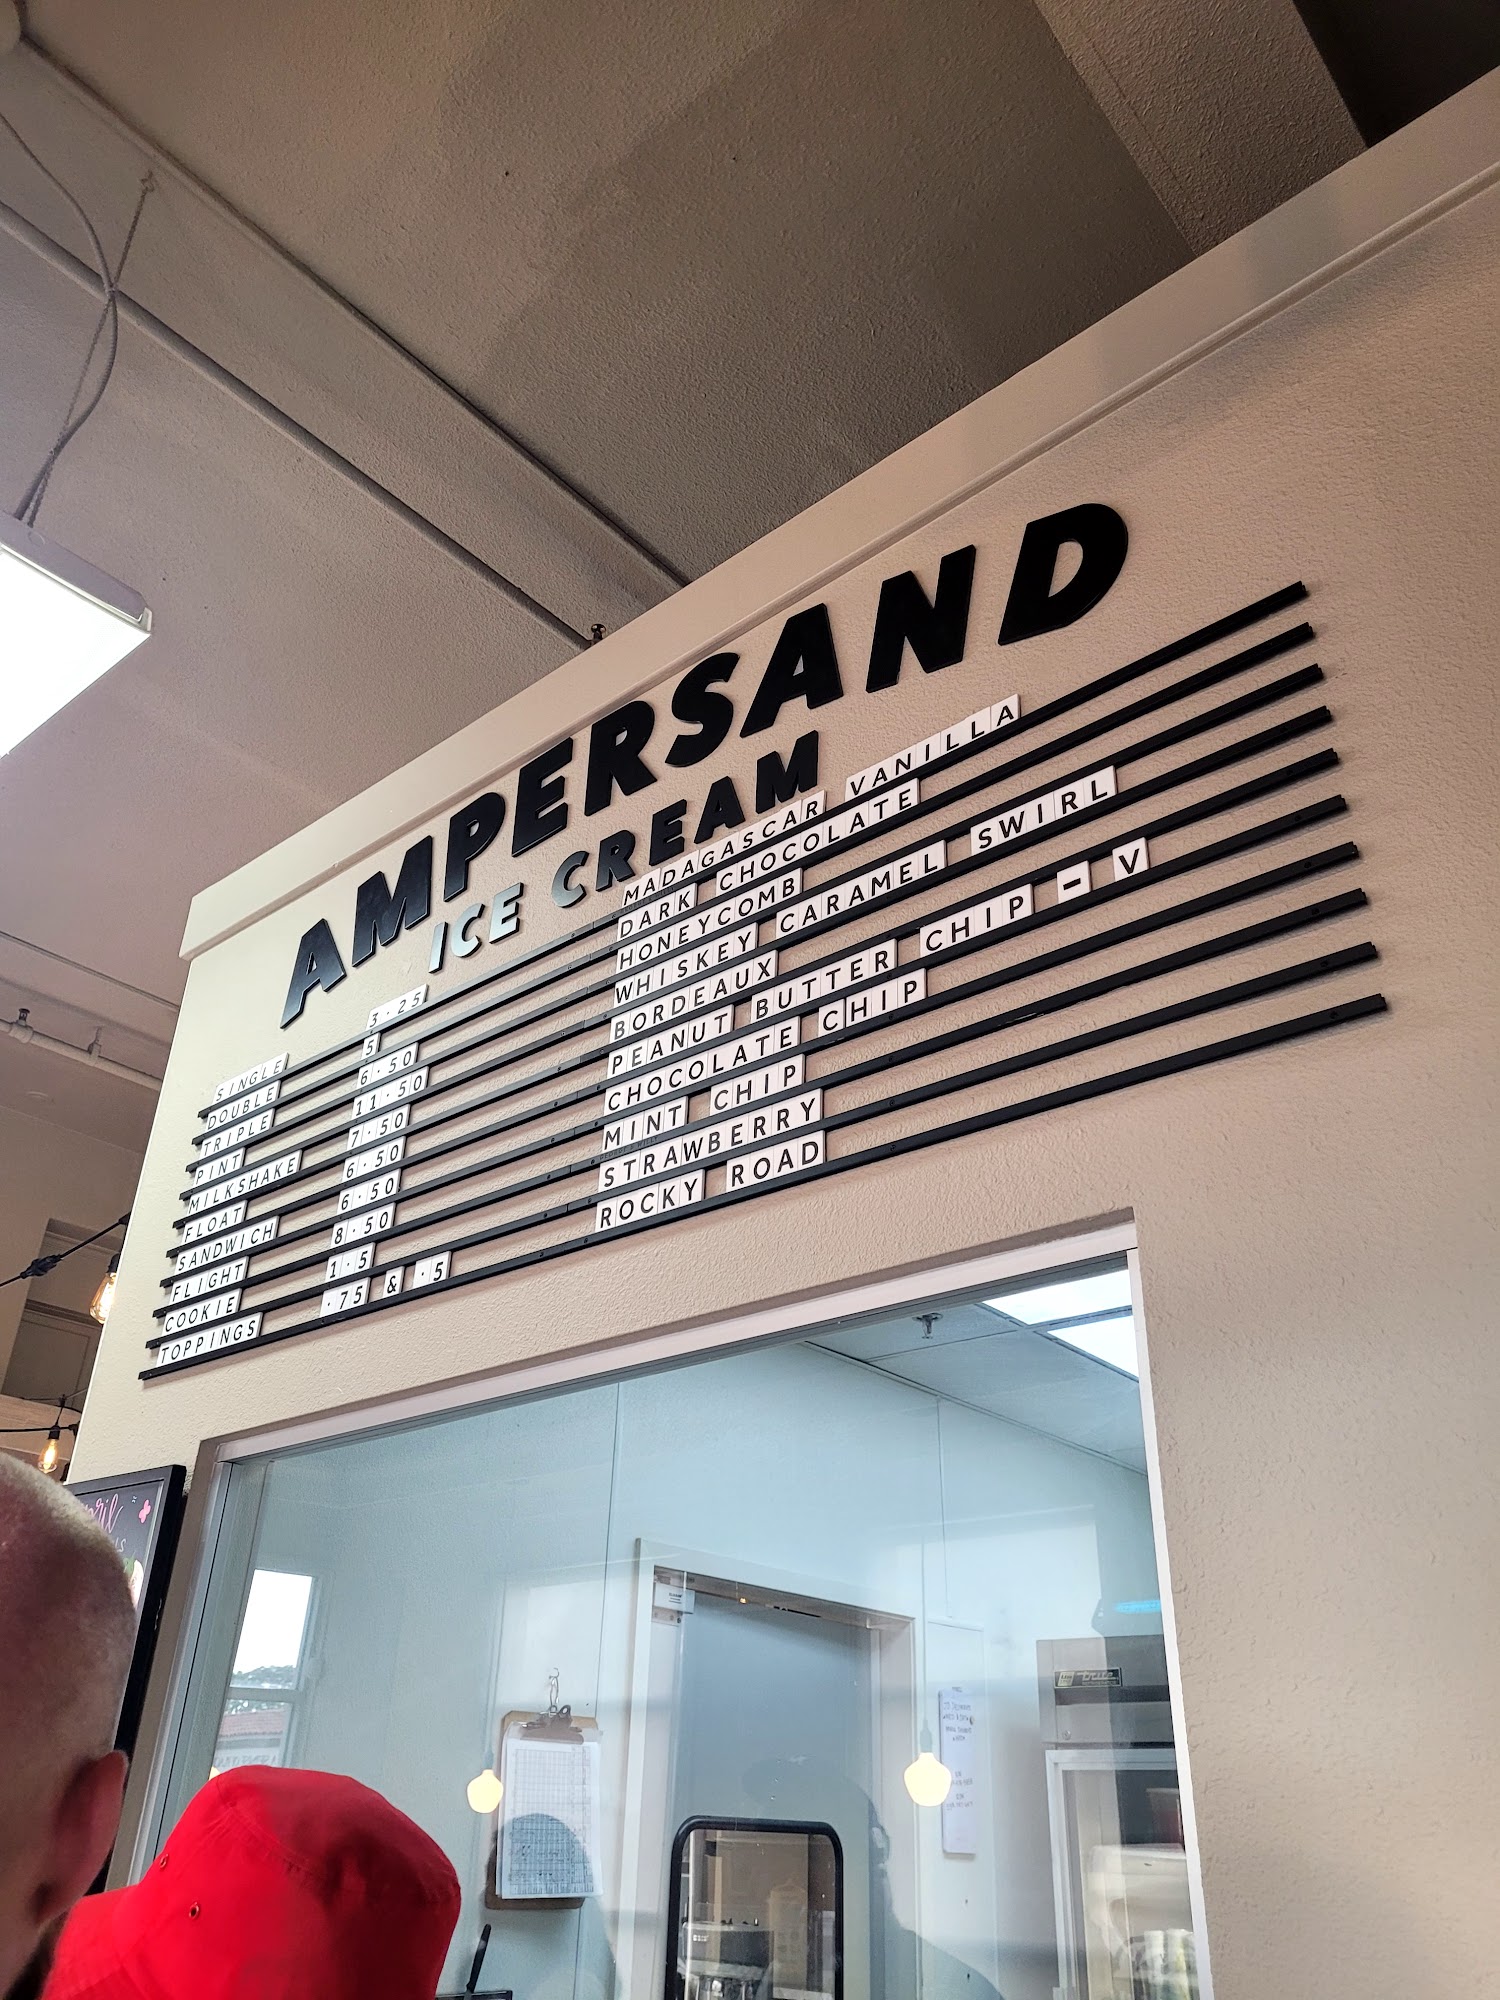 AMPERSAND
ICE CREAM
SINGLE 3.25
DOUBLE 5
TRIPLE 6.50
PINT 11.50
MILKSHAKE 7.50
FLOAT 6.50
SANDWICH 6.50
FLIGHT 8.50
COOKIE 1.5
TOPPINGS .75 & .5
MADAGASCAR VANILLA
DARK CHOCOLATE
HONEYCOMB
WHISKEY CARAMEL SWIRL
BORDEAUX
PEANUT BUTTER CHIP - V
CHOCOLATE CHIP
MINT CHIP
STRAWBERRY
ROCKY ROAD
true